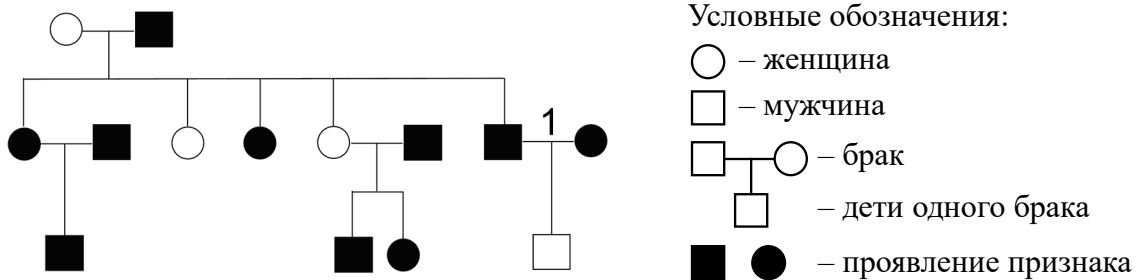 Условные обозначения:
– женщина
– мужчина
1
– брак
– дети одного брака
– проявление признака